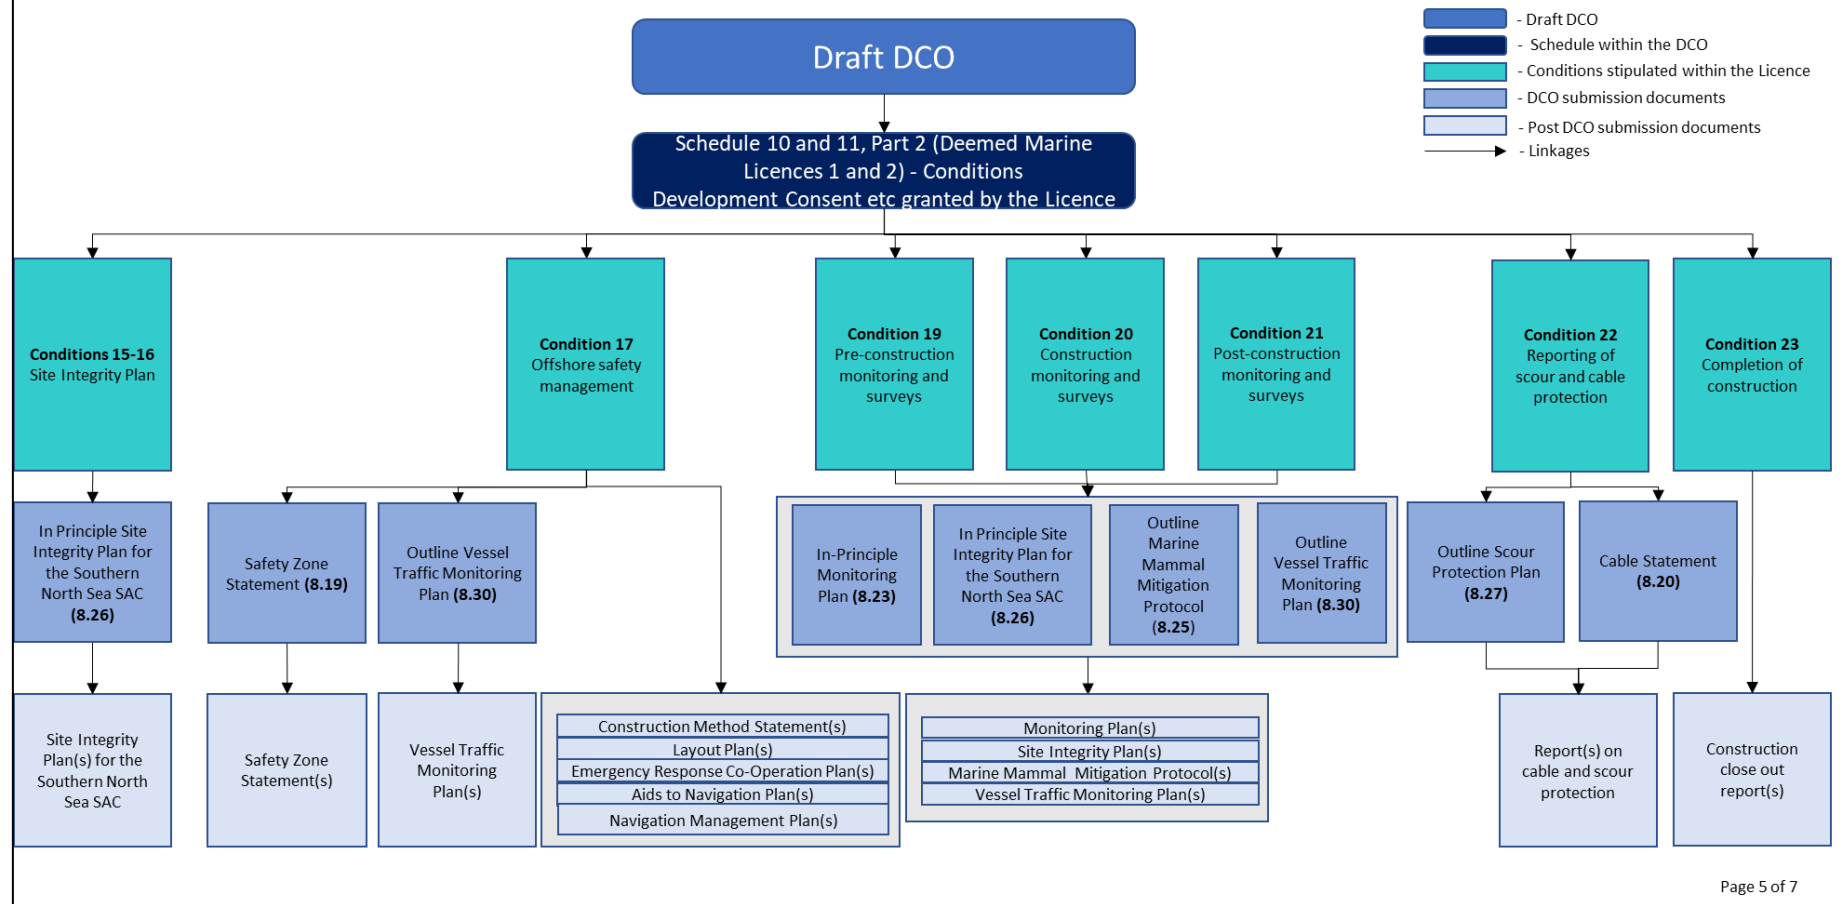 Draft DCO
- Draft DCO
- Schedule within the DCO
- Conditions stipulated within the Licence
- DCO submission documents
- Post DCO submission documents
- Linkages
Schedule 10 and 11, Part 2 (Deemed Marine
Licences 1 and 2) - Conditions
Development Consent etc granted by the Licence
Conditions 15-16
Site Integrity Plan
Condition 17
Offshore safety
management
Condition 19
Pre-construction
monitoring and
surveys
Condition 20
Construction
monitoring and
surveys
Condition 21
Post-construction
monitoring and
surveys
Condition 22
Reporting of
scour and cable
protection
Condition 23
Completion of
construction
In Principle Site
Integrity Plan for
the Southern
North Sea SAC
(8.26)
Safety Zone
Statement (8.19)
Outline Vessel
Traffic Monitoring
Plan (8.30)
In-Principle
Monitoring
Plan (8.23)
In Principle Site
Integrity Plan for
the Southern
North Sea SAC
(8.26)
Outline
Marine
Mammal
Mitigation
Protocol
(8.25)
Outline
Vessel Traffic
Monitoring
Plan (8.30)
Outline Scour
Protection Plan
(8.27)
Cable Statement
(8.20)
Site Integrity
Plan(s) for the
Southern North
Sea SAC
Safety Zone
Statement(s)
Vessel Traffic
Monitoring
Plan(s)
Construction Method Statement(s)
Layout Plan(s)
Emergency Response Co-Operation Plan(s)
Aids to Navigation Plan(s)
Navigation Management Plan(s)
Monitoring Plan(s)
Site Integrity Plan(s)
Marine Mammal Mitigation Protocol(s)
Vessel Traffic Monitoring Plan(s)
Report(s) on
cable and scour
protection
Construction
close out
report(s)
Page 5 of 7